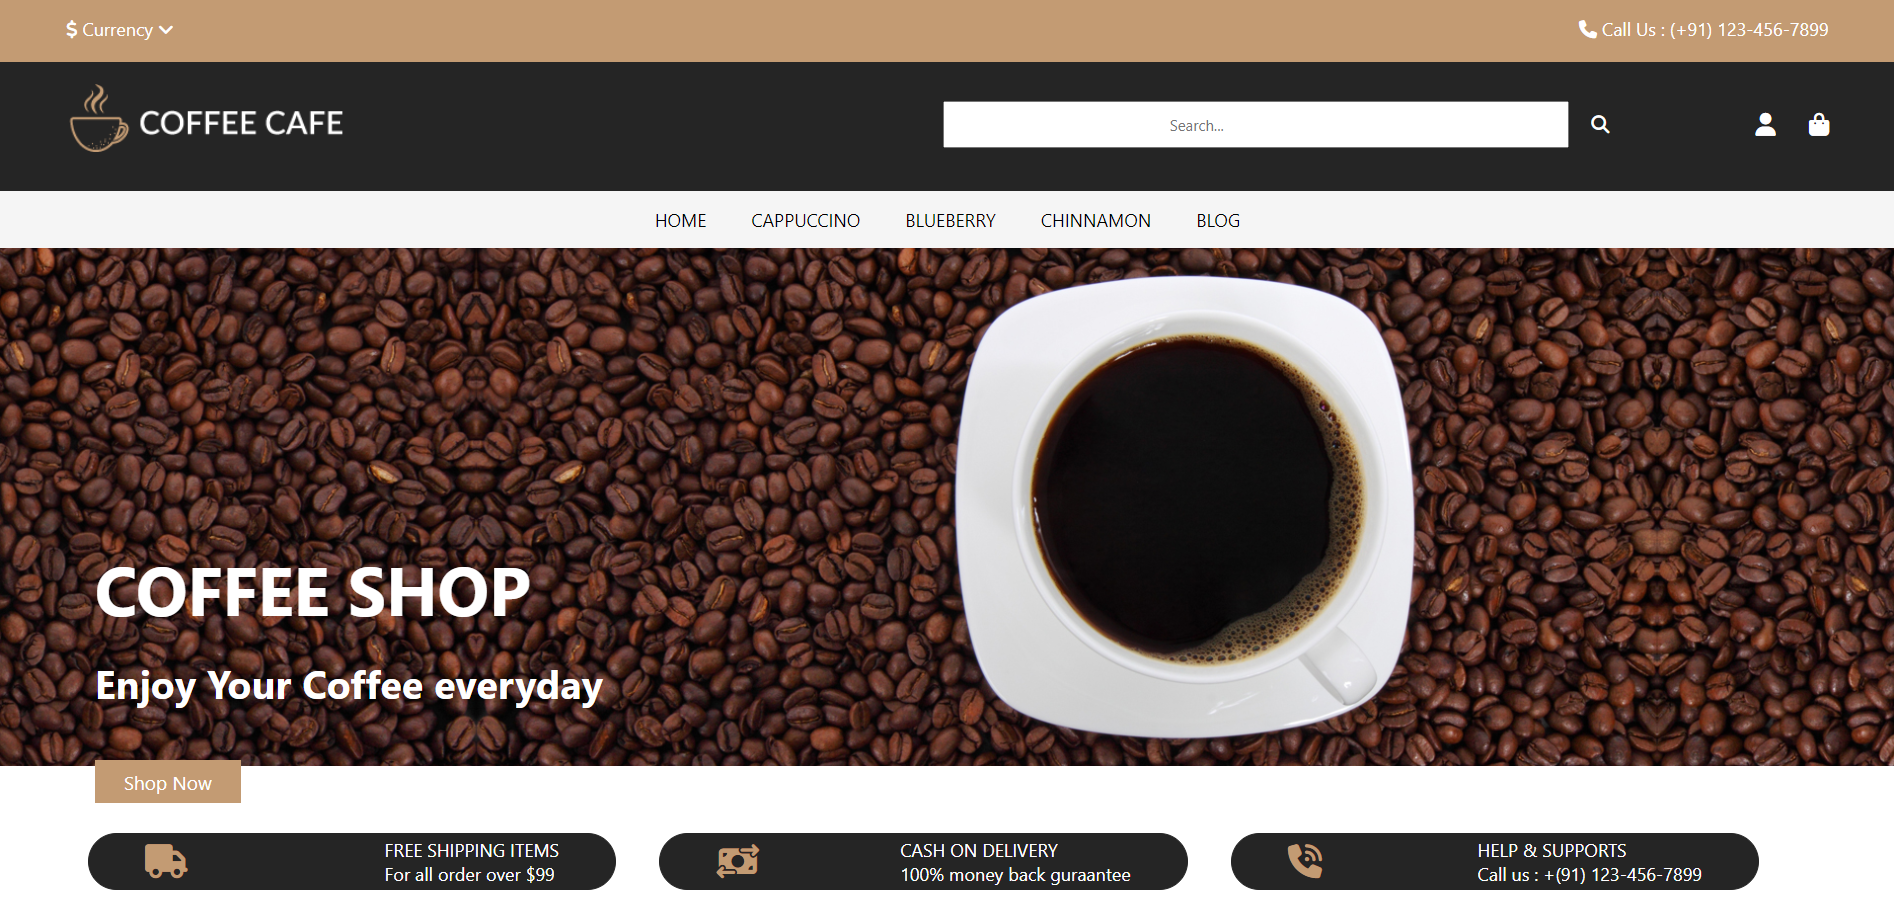 $ Currency
Call Us : (+91) 123-456-7899
COFFEE CAFE
Search...
HOME CAPPUCCINO BLUEBERRY CHINNAMON BLOG
COFFEE SHOP
Enjoy Your Coffee everyday
Shop Now
FREE SHIPPING ITEMS
For all order over $99
CASH ON DELIVERY
100% money back guraantee
HELP & SUPPORTS
Call us : +(91) 123-456-7899